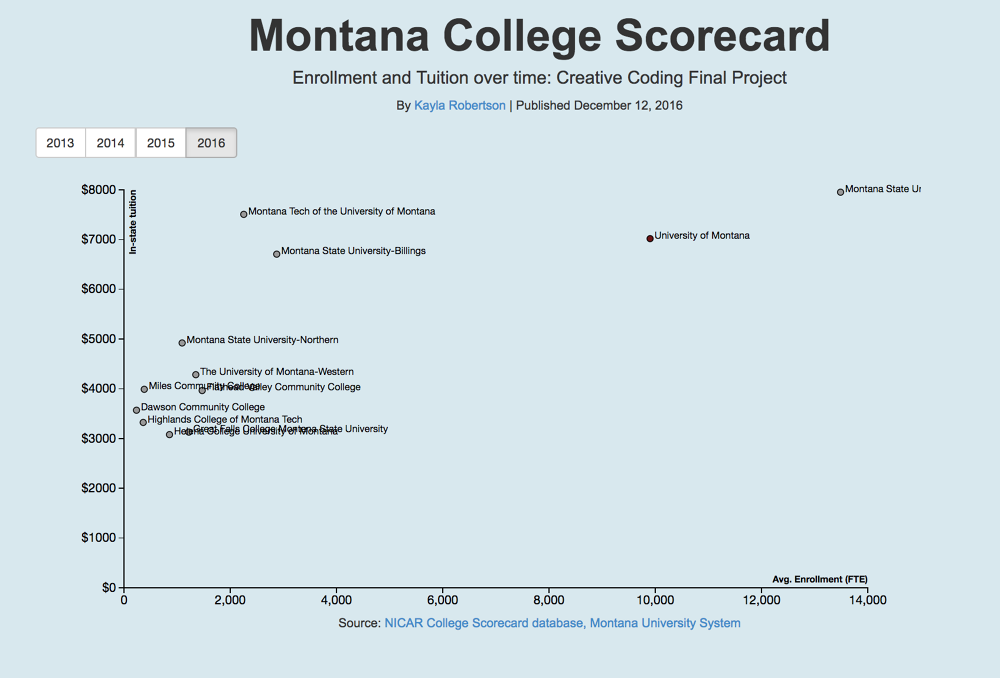 Montana College Scorecard
Enrollment and Tuition over time: Creative Coding Final Project
By Kayla Robertson | Published December 12, 2016
2013 2014 2015 2016
$8000
In-state tuition
Montana State Ur
Montana Tech of the University of Montana
$7000
University of Montana
Montana State University-Billings
$6000
$5000
Montana State University-Northern
The University of Montana-Western
$4000
Miles Community College
Flathead Valley Community College
Dawson Community College
Highlands College of Montana Tech
Great Falls College Montana State University
Helena College University of Montana
$3000
$2000
$1000
Avg. Enrollment (FTE)
$0
0 2,000 4,000 6,000 8,000 10,000 12,000 14,000
Source: NICAR College Scorecard database, Montana University System